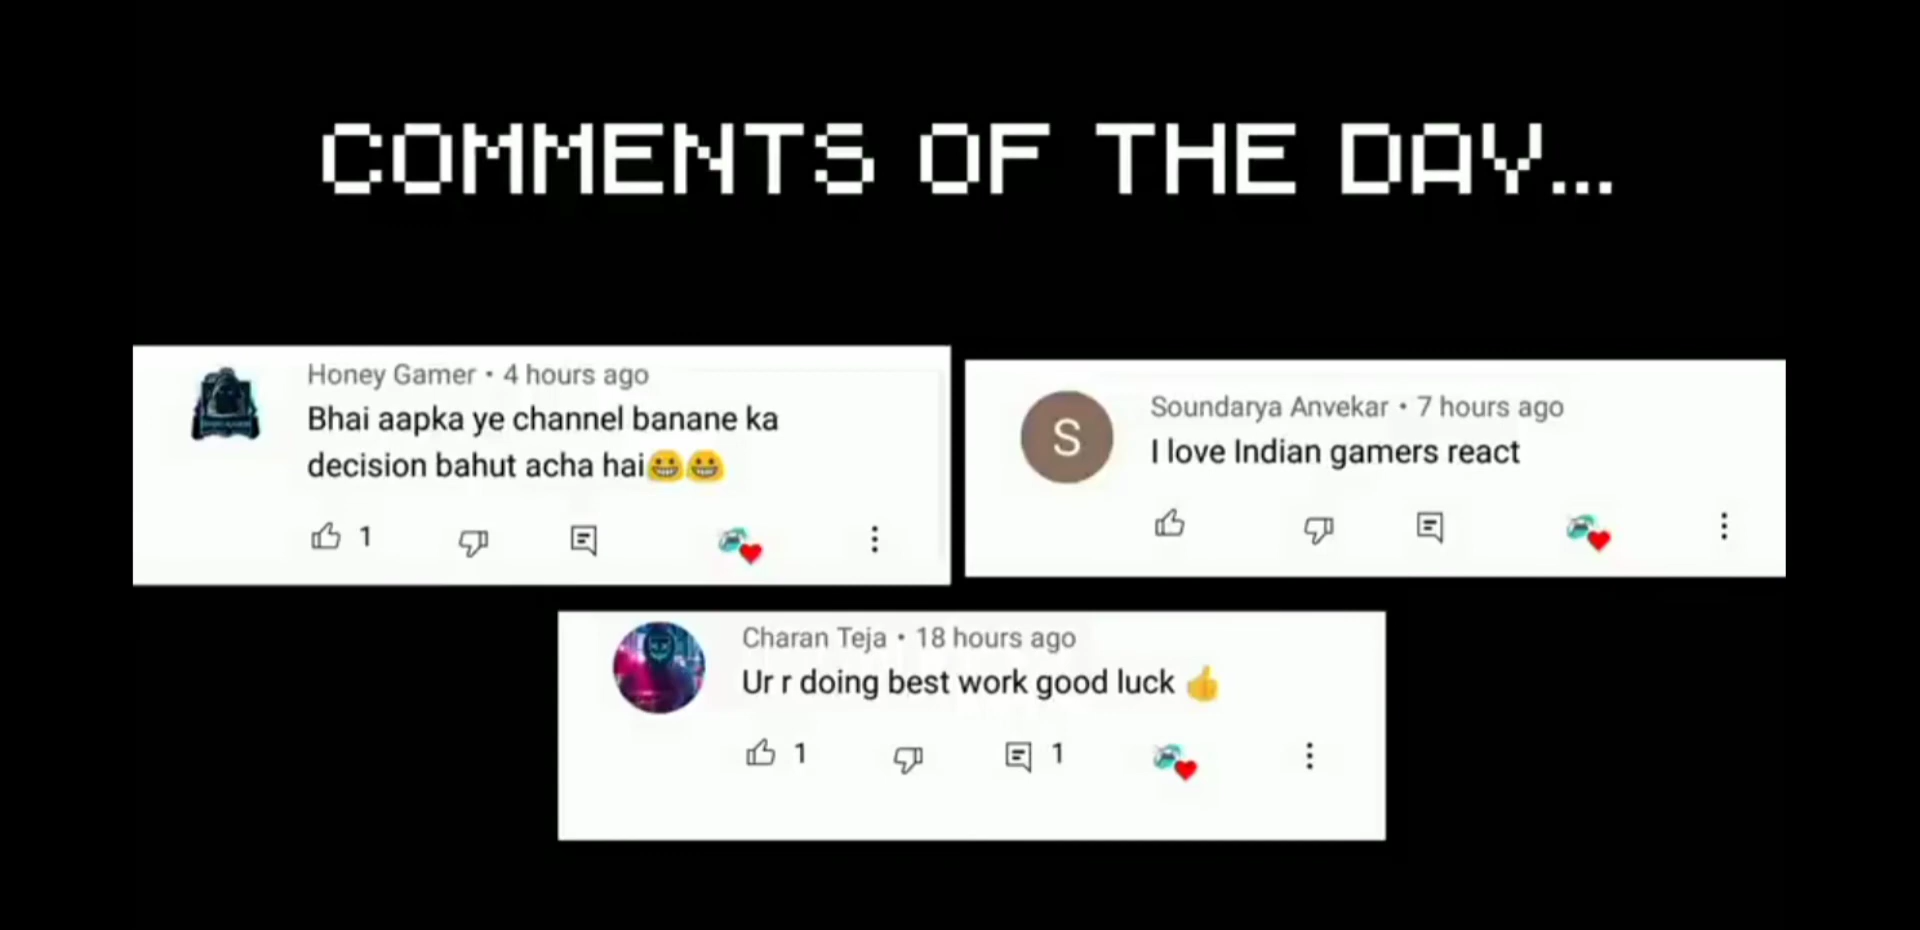 COMMENTS OF THE DAY...
Honey Gamer • 4 hours ago
Bhai aapka ye channel banane ka
decision bahut acha hai😀😀
1
Soundarya Anvekar • 7 hours ago
I love Indian gamers react
S
Charan Teja • 18 hours ago
Ur r doing best work good luck 👍
1 1